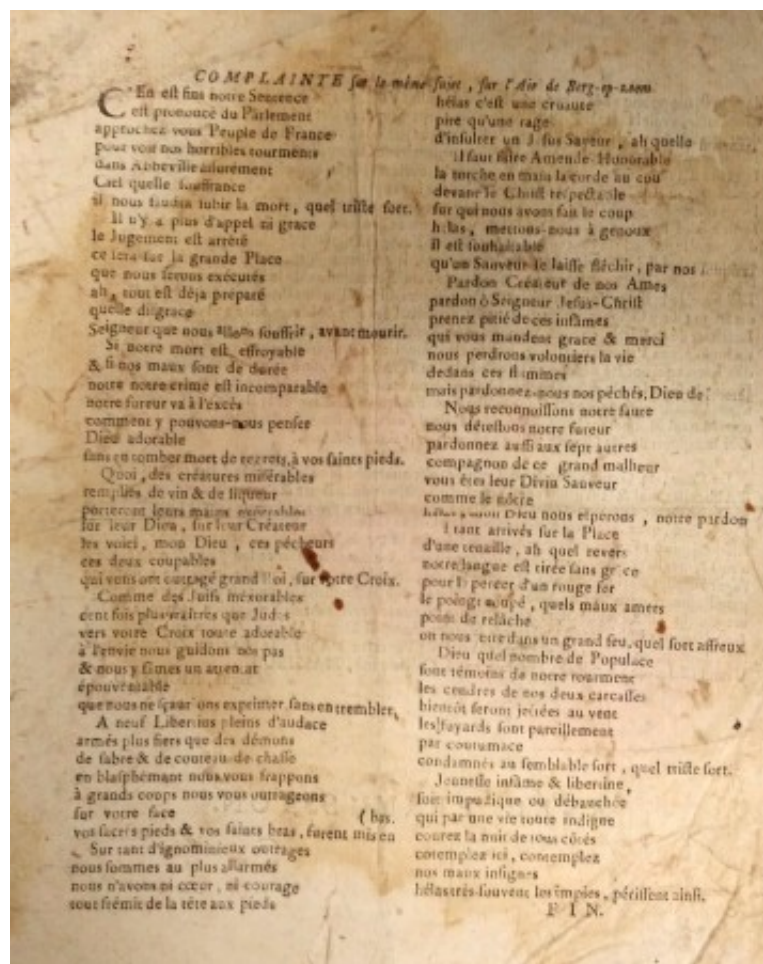 COMPLAINTE sur le même sujet, sur l'Air de Berg-op-zoom
C'En est fins notre Sentence
est prononcé du Parlement
approchez vous Peuple de France
pour voir nos horribles tourments
dans Abbeville assurement
Ciel quelle souffrance
il nous faudra subir la mort, quel triste sort.
Il n'y a plus d'appel ni grace
le Jugement est arrêté
ce sera sur la grande Place
que nous serons exécutés
ah, tout est déja préparé
quelle disgrace
Seigneur que nous allons souffrir, avant mourir.
Si notre mort est effroyable
& si nos maux sont de durée
notre notre crime est incomparable
notre fureur va à l'excès
comment y pouvons-nous penser
Dieu adorable
sans en tomber mort de regrets, à vos saints pieds.
Quoi, des créatures misérables
remplies de vin & de liqueur
porteront leurs mains exécrables
sur leur Dieu, sur leur Créateur
les voici, mon Dieu, ces pécheurs
ces deux coupables
qui vous ont outragé grand Roi, sur votre Croix.
Comme des Juifs inéxorables
cent fois plus traîtres que Judas
vers votre Croix toute adorable
à l'envie nous guidons nos pas
& nous y fimes un attentat
épouventable
que nous ne sçaurions exprimer sans en trembler,
A neuf Libertins pleins d'audace
armés plus fiers que des démons
de sabre & de couteau de chasse
en blasphêmant nous vous frappons
à grands coups nous vous outrageons
sur votre face
(bas.
vos sacrés pieds & vos saints bras, furent mis en
Sur tant d'ignominieux outrages
nous sommes au plus allarmés
nous n'avons ni cœur, ni courage
tout frémit de la tête aux pieds
hélas c'est une cruauté
pire qu'une rage
d'insulter un Jésus Sauveur, ah quelle
Il faut faire Amende Honorable
la torche en main la corde au cou
devant le Christ respectable
sur qui nous avons fait le coup
hélas, mettons-nous à genoux
il est souhaitable
qu'un Sauveur se laisse fléchir, par nos
Pardon Créateur de nos Ames
pardon ô Seigneur Jesus-Christ
prenez pitié de ces infâmes
qui vous mandent grace & merci
nous perdrons volontiers la vie
dedans ces flammes
mais pardonnez-nous nos péchés, Dieu de
Nous reconnoissons notre faute
nous détestons notre fureur
pardonnez aussi aux sept autres
compagnon de ce grand malheur
vous êtes leur Divin Sauveur
comme le nôtre
hélas, mon Dieu nous esperons, notre pardon
Etant arrivés sur la Place
d'une tenaille, ah quel revers
notre langue est tirée sans grace
pour la percer d'un rouge fer
le poingt coupé, quels maux amers
point de relâche
on nous jette dans un grand feu, quel sort affreux
Dieu quel nombre de Populace
sont témoins de notre tourment
les cendres de nos deux carcasses
bientôt seront jettées au vent
les fayards sont pareillement
par coutumace
condamnés au semblable sort, quel triste sort.
Jeunesse infâme & libertine,
soit impudique ou débauchée
qui par une vie toute indigne
courez la nuit de tous côtés
cotemplez ici, contemplez
nos maux insignes
hélas très-souvent les impies, périssent ainsi.
FIN.